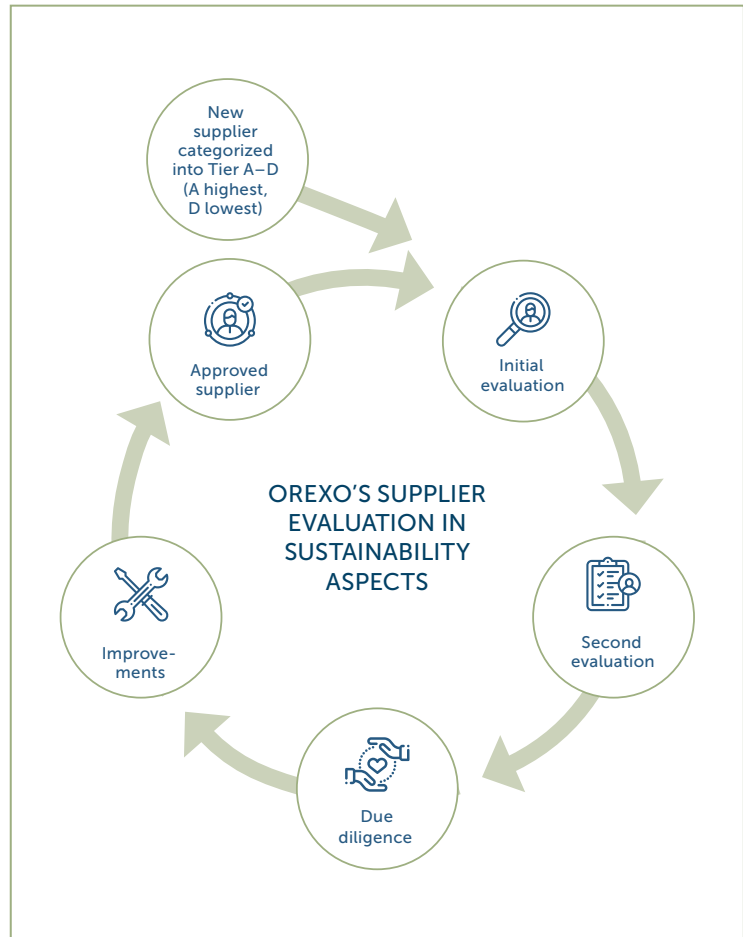 New
supplier
categorized
into Tier A–D
(A highest,
D lowest)
Approved
supplier
Initial
evaluation
OREXO’S SUPPLIER
EVALUATION IN
SUSTAINABILITY
ASPECTS
Improve-
ments
Second
evaluation
Due
diligence